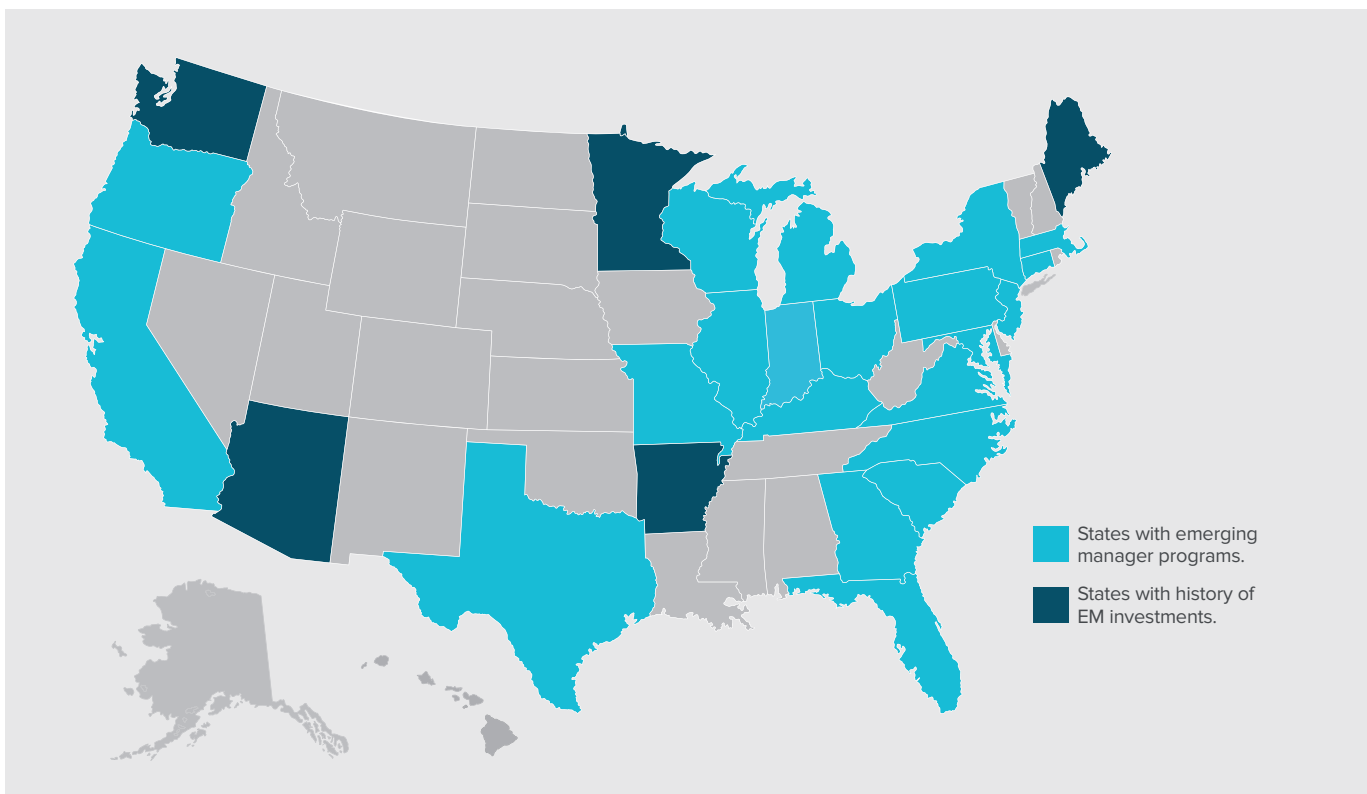 States with emerging
manager programs.
States with history of
EM investments.